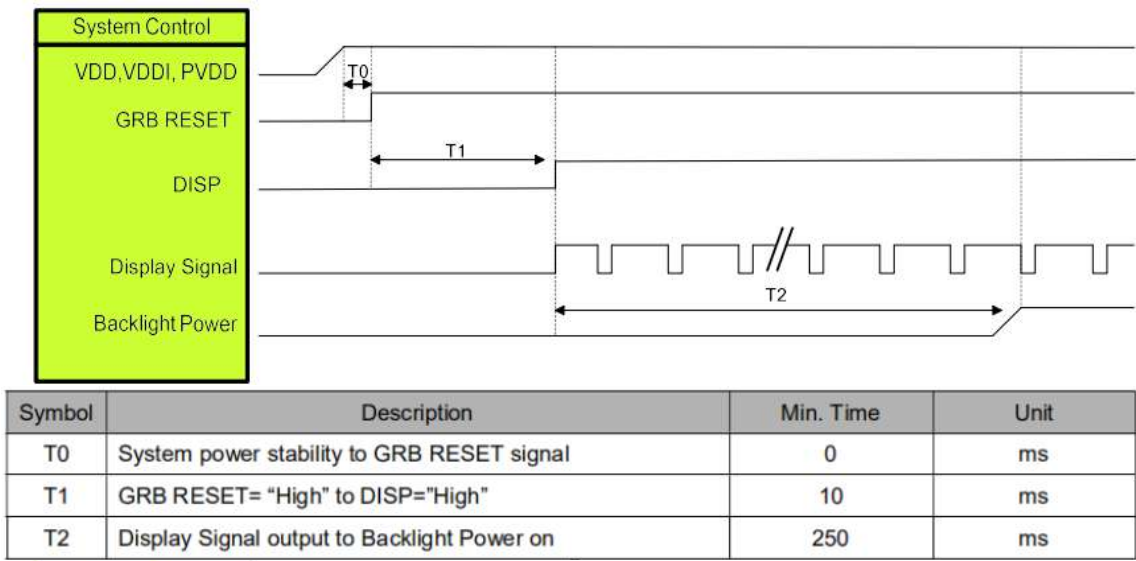 System Control
VDD,VDDI, PVDD
T0
GRB RESET
T1
DISP
Display Signal
T2
Backlight Power
Symbol Description Min. Time Unit
T0 System power stability to GRB RESET signal 0 ms
T1 GRB RESET= “High” to DISP="High" 10 ms
T2 Display Signal output to Backlight Power on 250 ms